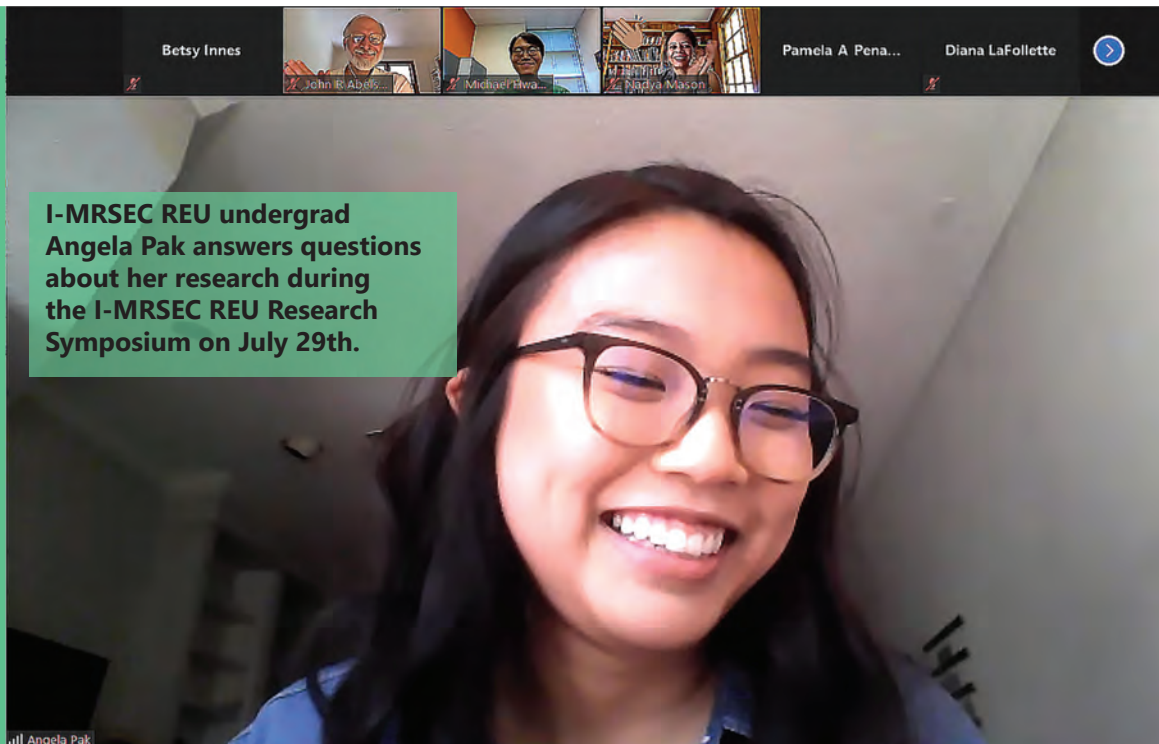 Betsy Innes
John R Abels...
Michael Hwa...
Nadya Mason
Pamela A Pena...
Diana LaFollette
I-MRSEC REU undergrad
Angela Pak answers questions
about her research during
the I-MRSEC REU Research
Symposium on July 29th.
Angela Pak